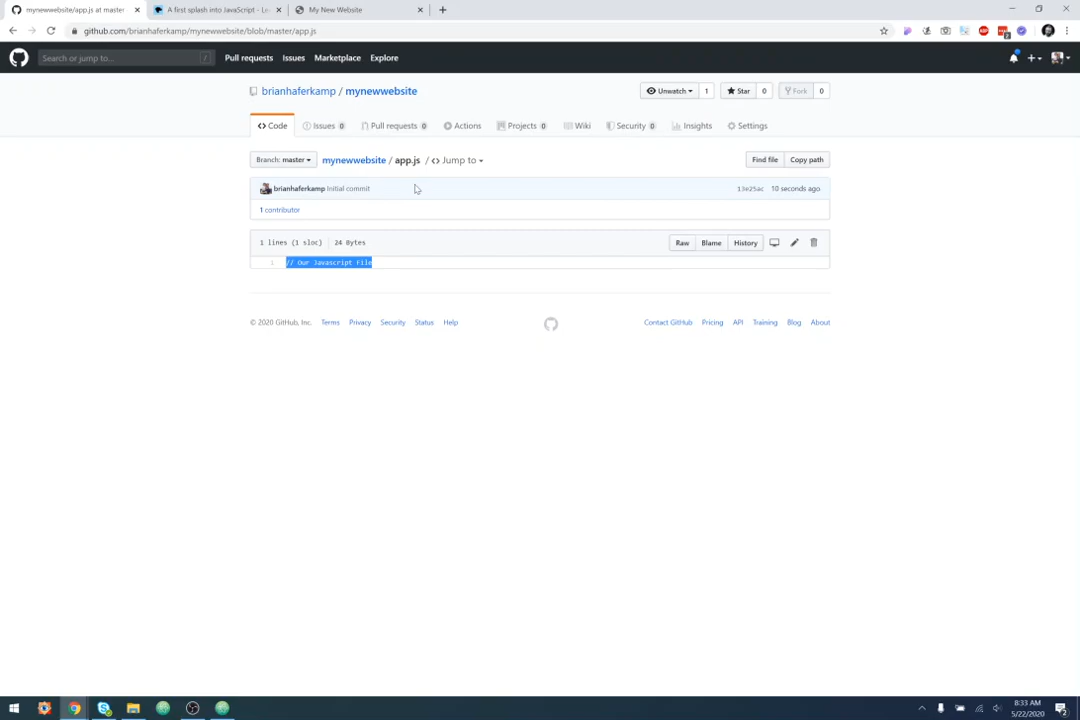 mynewwebsite/app.js at master
A first splash into JavaScript - Le
My New Website
github.com/brianhaferkamp/mynewwebsite/blob/master/app.js
Search or jump to... /
Pull requests Issues Marketplace Explore
brianhaferkamp / mynewwebsite
Unwatch 1 Star 0 Fork 0
Code Issues 0 Pull requests 0 Actions Projects 0 Wiki Security 0 Insights Settings
Branch: master mynewwebsite / app.js / <> Jump to
Find file Copy path
brianhaferkamp Initial commit
13e25ac 10 seconds ago
1 contributor
1 lines (1 sloc) 24 Bytes
Raw Blame History
1 // Our Javascript File
© 2020 GitHub, Inc. Terms Privacy Security Status Help
Contact GitHub Pricing API Training Blog About
8:33 AM
5/22/2020